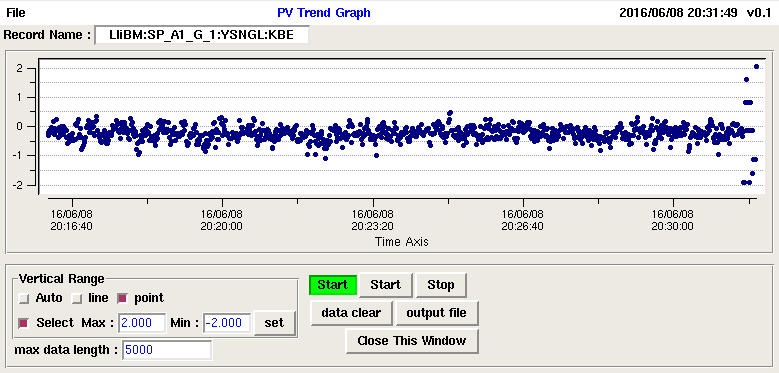 File PV Trend Graph 2016/06/08 20:31:49 v0.1
Record Name : LIiBM:SP_A1_G_1:YSNGL:KBE
2
1
0
-1
-2
16/06/08 16/06/08 16/06/08 16/06/08 16/06/08
20:16:40 20:20:00 20:23:20 20:26:40 20:30:00
Time Axis
Vertical Range
Auto line point
Select Max : 2.000 Min : -2.000 set
max data length : 5000
Start Start Stop
data clear output file
Close This Window